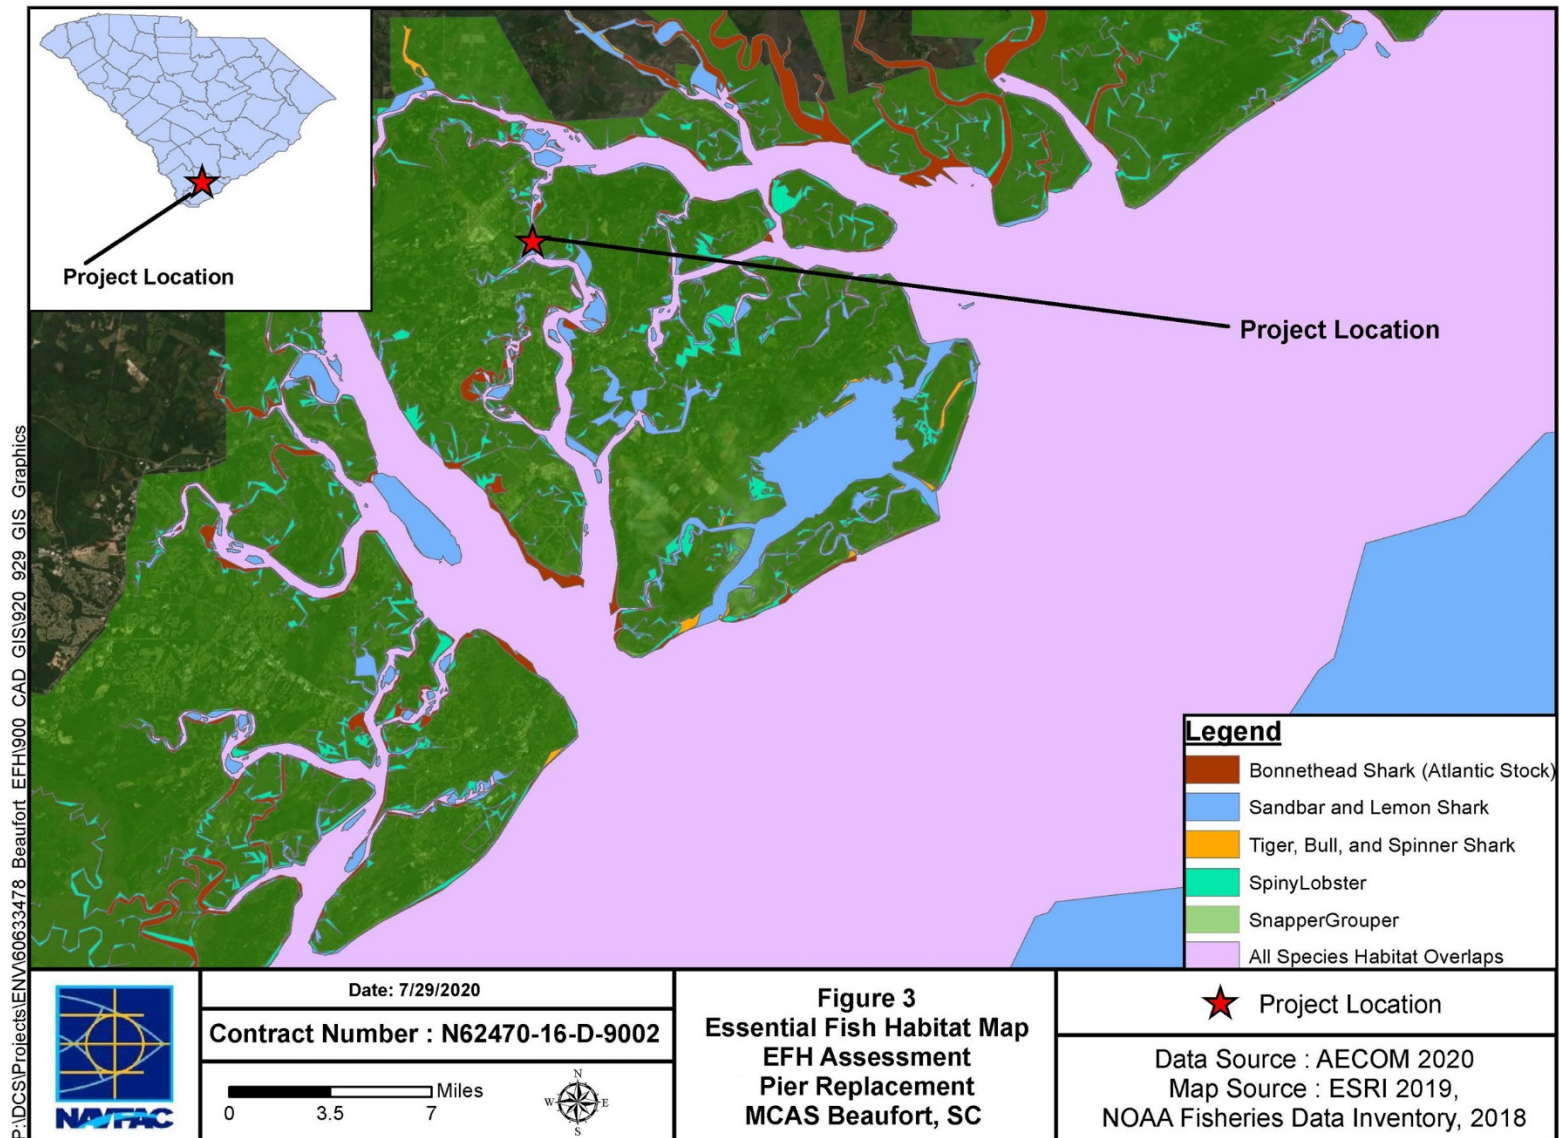 Project Location
Project Location
Legend
Bonnethead Shark (Atlantic Stock)
Sandbar and Lemon Shark
Tiger, Bull, and Spinner Shark
SpinyLobster
SnapperGrouper
All Species Habitat Overlaps
P:\DCS\Projects\ENV\60633478 Beaufort EFH\900 CAD GIS\920 929 GIS Graphics
NAVFAC
Date: 7/29/2020
Contract Number : N62470-16-D-9002
Miles
0 3.5 7
N
W E
S
Figure 3
Essential Fish Habitat Map
EFH Assessment
Pier Replacement
MCAS Beaufort, SC
Project Location
Data Source : AECOM 2020
Map Source : ESRI 2019,
NOAA Fisheries Data Inventory, 2018